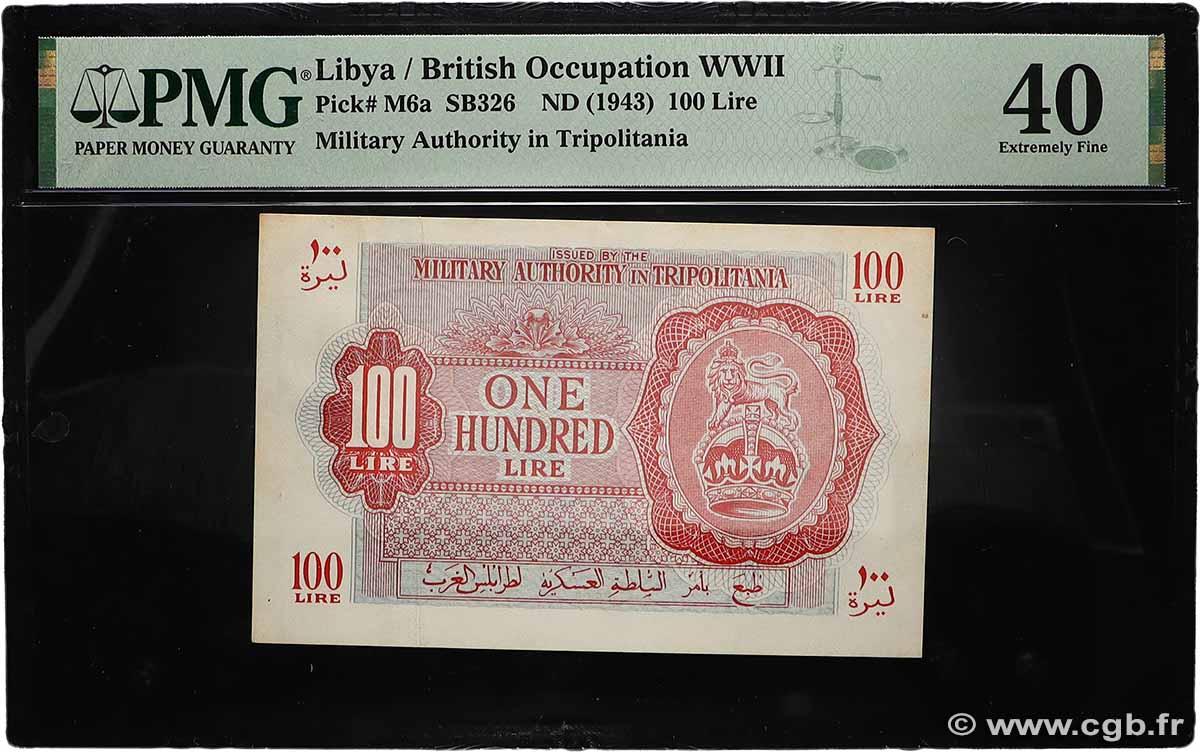 PMG® Libya / British Occupation WWII
PAPER MONEY GUARANTY
Pick# M6a SB326 ND (1943) 100 Lire
Military Authority in Tripolitania
40
Extremely Fine
١٠٠
ليرة
ISSUED BY THE
MILITARY AUTHORITY IN TRIPOLITANIA
100
LIRE
100
LIRE
ONE
HUNDRED
LIRE
100
LIRE
طبع بأمر السلطة العسكرية لطرابلس الغرب
١٠٠
ليرة
© www.cgb.fr